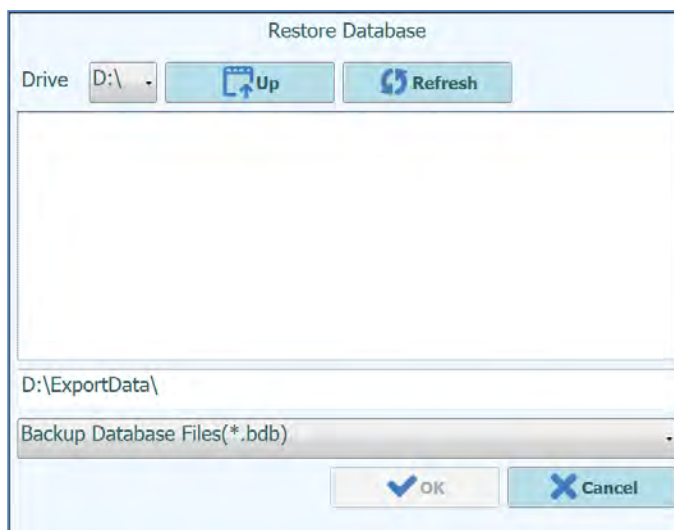 Restore Database
Drive D:\ Up Refresh
D:\ExportData\
Backup Database Files(*.bdb)
OK Cancel